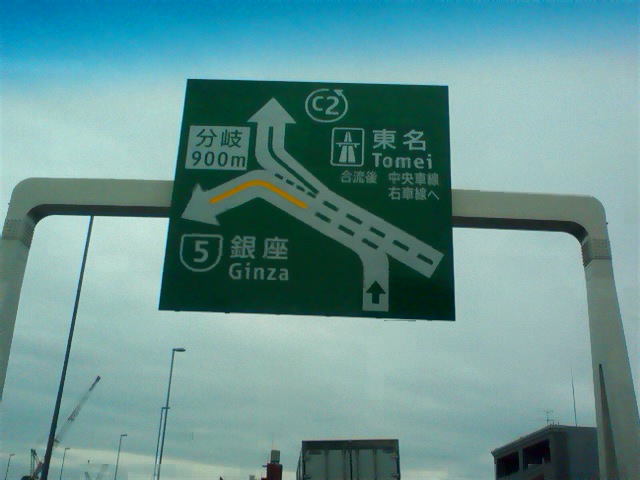 C2
分岐
900m
東名
Tomei
合流後 中央車線
右車線へ
5
銀座
Ginza